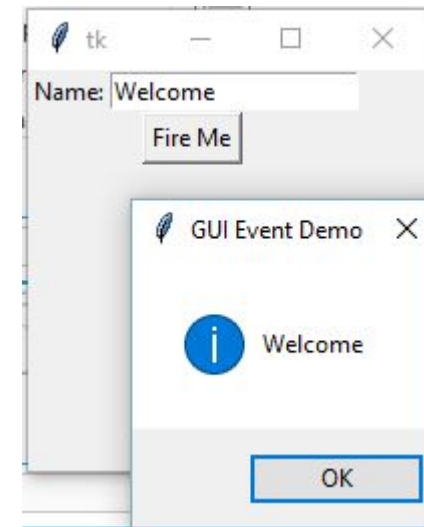 tk
Name: Welcome
Fire Me
GUI Event Demo
Welcome
OK